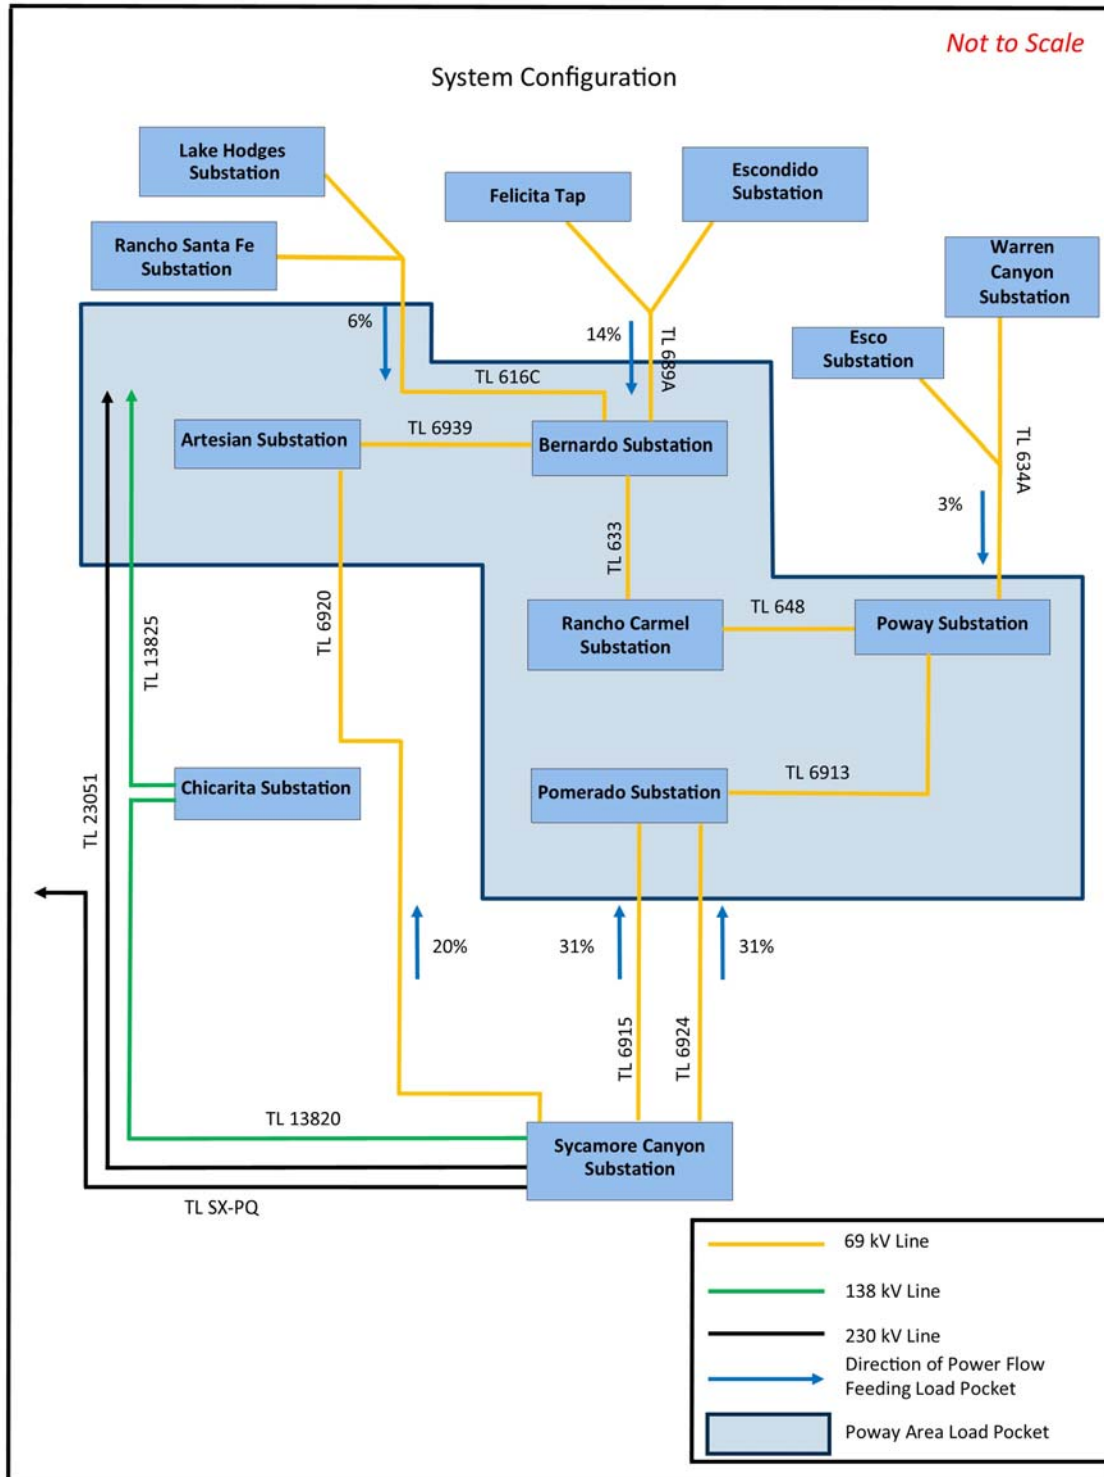 Not to Scale
System Configuration
Lake Hodges
Substation
Felicita Tap
Escondido
Substation
Rancho Santa Fe
Substation
Warren
Canyon
Substation
Esco
Substation
6%
14%
TL 689A
TL 616C
TL 634A
Artesian Substation
TL 6939
Bernardo Substation
3%
TL 633
TL 6920
TL 13825
Rancho Carmel
Substation
TL 648
Poway Substation
TL 23051
Chicarita Substation
Pomerado Substation
TL 6913
20%
31%
31%
TL 6915
TL 6924
TL 13820
Sycamore Canyon
Substation
TL SX-PQ
69 kV Line
138 kV Line
230 kV Line
Direction of Power Flow
Feeding Load Pocket
Poway Area Load Pocket